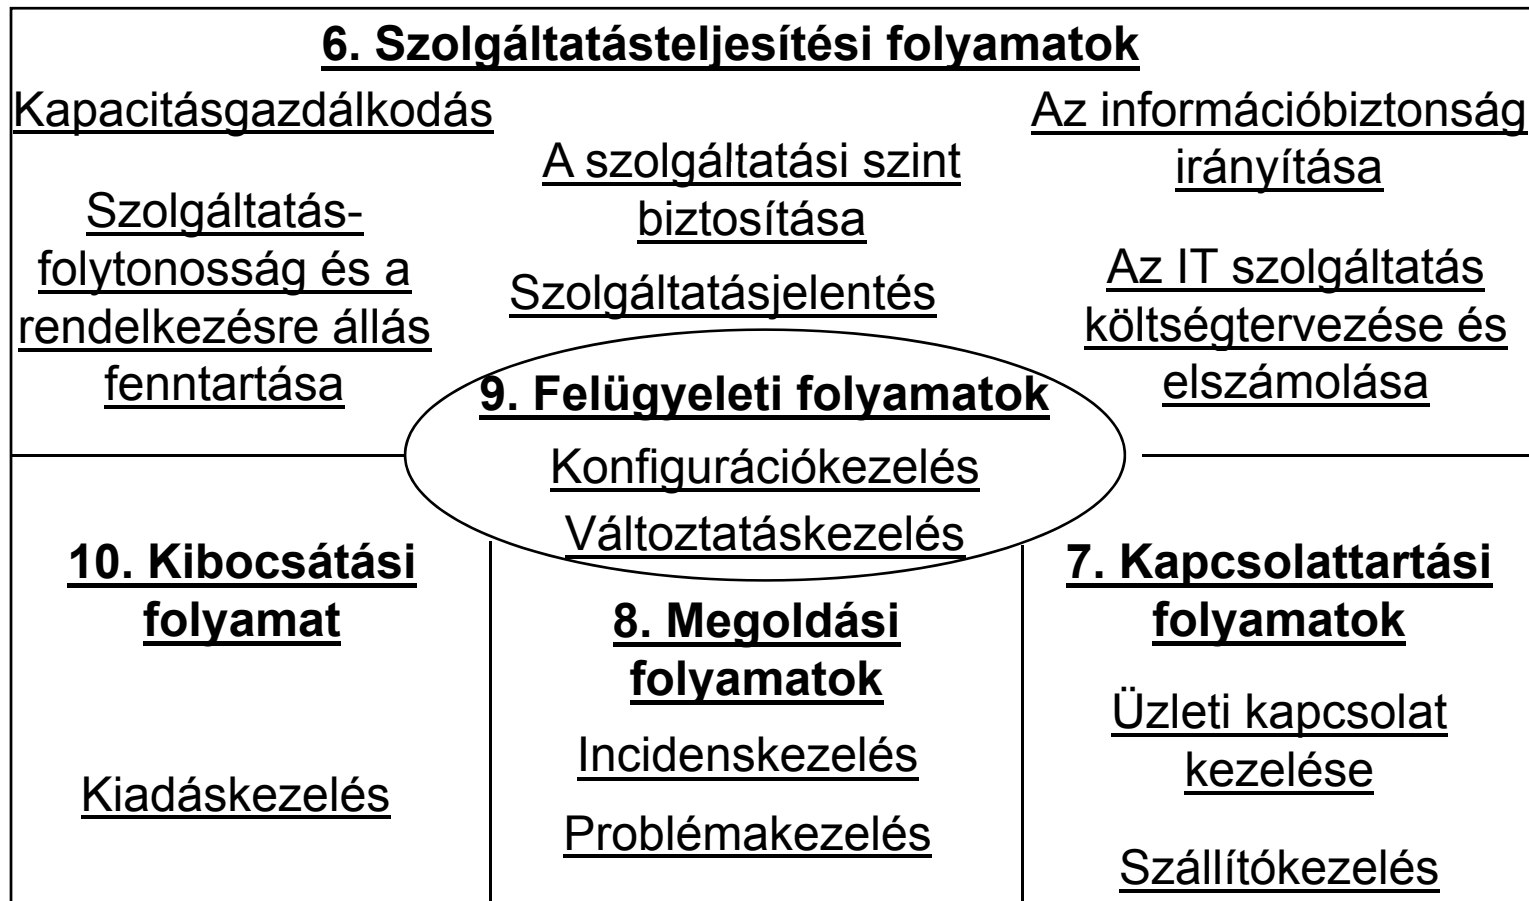 6. Szolgáltatásteljesítési folyamatok
Kapacitásgazdálkodás
Szolgáltatás-
folytonosság és a
rendelkezésre állás
fenntartása
A szolgáltatási szint
biztosítása
Szolgáltatásjelentés
Az információbiztonság
irányítása
Az IT szolgáltatás
költségtervezése és
elszámolása
9. Felügyeleti folyamatok
Konfigurációkezelés
Változtatáskezelés
10. Kibocsátási
folyamat
Kiadáskezelés
8. Megoldási
folyamatok
Incidenskezelés
Problémakezelés
7. Kapcsolattartási
folyamatok
Üzleti kapcsolat
kezelése
Szállítókezelés